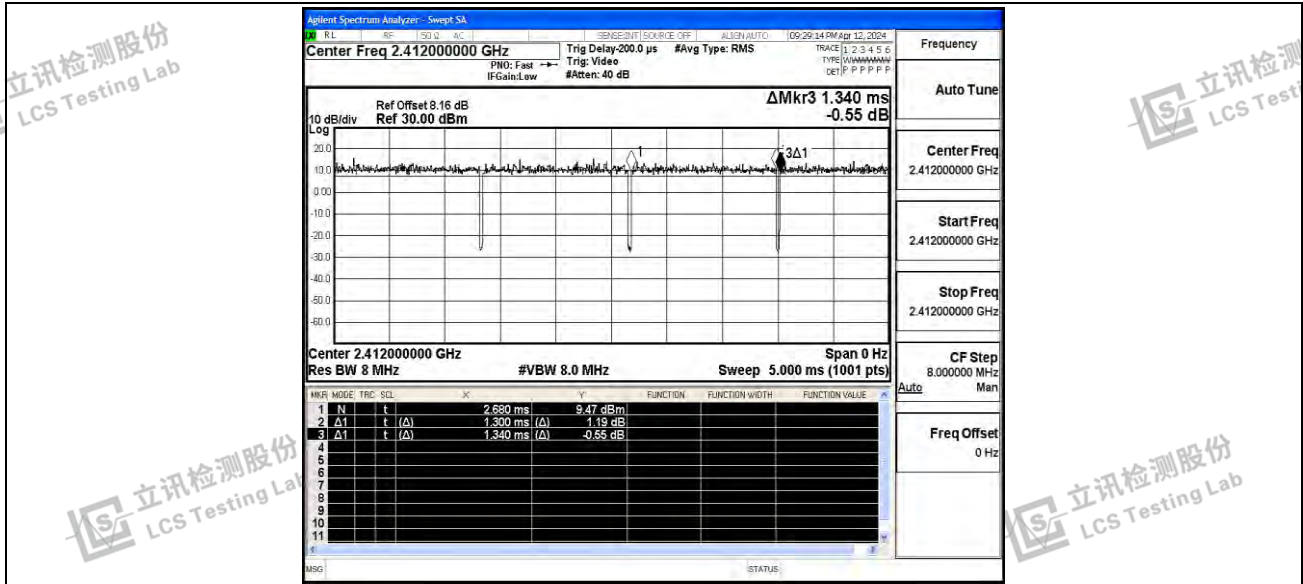 Agilent Spectrum Analyzer - Swept SA
RL RF 50 Ω AC SENSE:INT SOURCE OFF ALIGN AUTO 09:29:14 PM Apr 12, 2024
Center Freq 2.412000000 GHz
PNO: Fast
IFGain:Low
Trig Delay-200.0 µs #Avg Type: RMS
Trig: Video
#Atten: 40 dB
TRACE 1 2 3 4 5 6
TYPE WWWWWW
DET P P P P P P
Frequency
Auto Tune
Center Freq
2.412000000 GHz
Start Freq
2.412000000 GHz
Stop Freq
2.412000000 GHz
CF Step
8.000000 MHz
Auto Man
Freq Offset
0 Hz
ΔMkr3 1.340 ms
-0.55 dB
Ref Offset 8.16 dB
10 dB/div Ref 30.00 dBm
Log
20.0
10.0
0.00
-10.0
-20.0
-30.0
-40.0
-50.0
-60.0
1
3Δ1
Center 2.412000000 GHz Span 0 Hz
Res BW 8 MHz #VBW 8.0 MHz Sweep 5.000 ms (1001 pts)
MKR MODE TRC SCL X Y FUNCTION FUNCTION WIDTH FUNCTION VALUE
1 N t 2.680 ms 9.47 dBm
2 Δ1 t (Δ) 1.300 ms (Δ) 1.19 dB
3 Δ1 t (Δ) 1.340 ms (Δ) -0.55 dB
4
5
6
7
8
9
10
11
MSG STATUS
立讯检测股份
LCS Testing Lab
立讯检测
LCS Testi
立讯检测股份
LCS Testing Lab
立讯检测股份
LCS Testing Lab